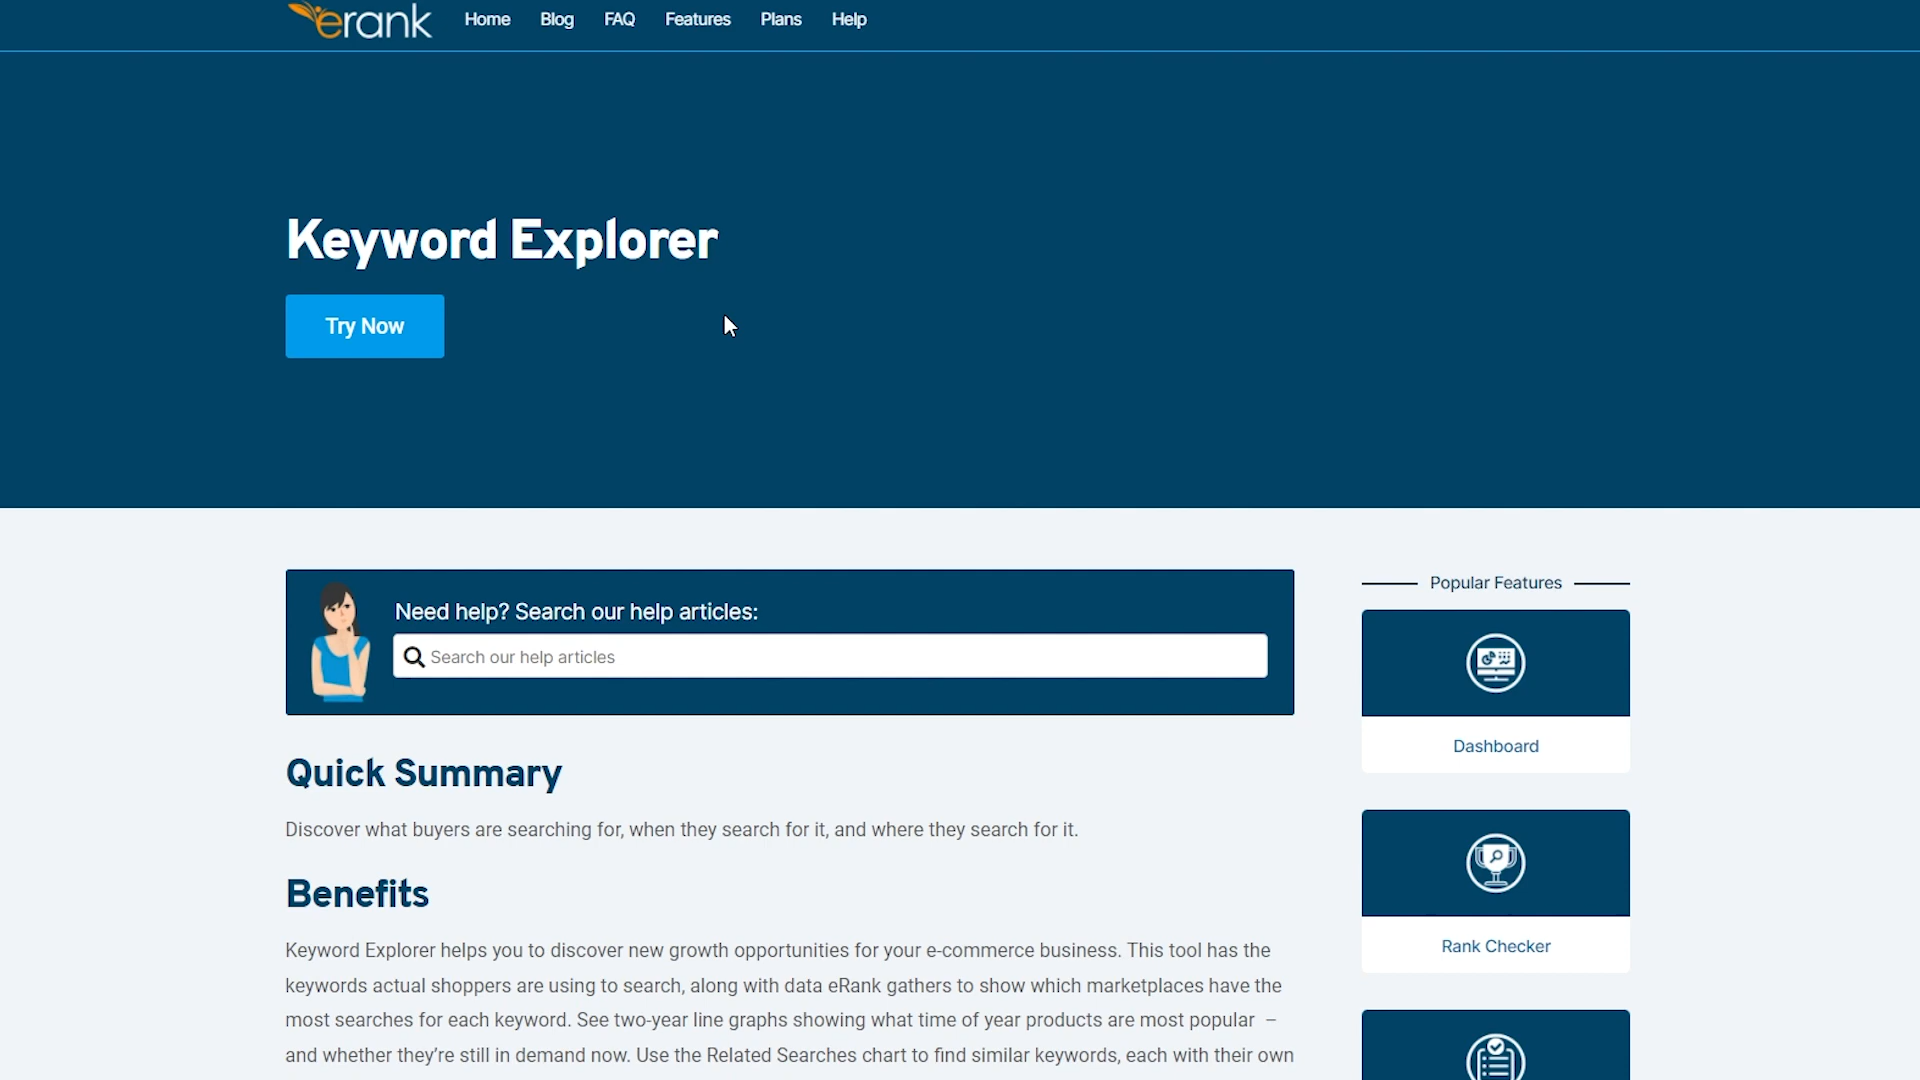 erank
Home Blog FAQ Features Plans Help
Keyword Explorer
Try Now
Need help? Search our help articles:
Search our help articles
Quick Summary
Discover what buyers are searching for, when they search for it, and where they search for it.
Benefits
Keyword Explorer helps you to discover new growth opportunities for your e-commerce business. This tool has the
keywords actual shoppers are using to search, along with data eRank gathers to show which marketplaces have the
most searches for each keyword. See two-year line graphs showing what time of year products are most popular –
and whether they’re still in demand now. Use the Related Searches chart to find similar keywords, each with their own
Popular Features
Dashboard
Rank Checker